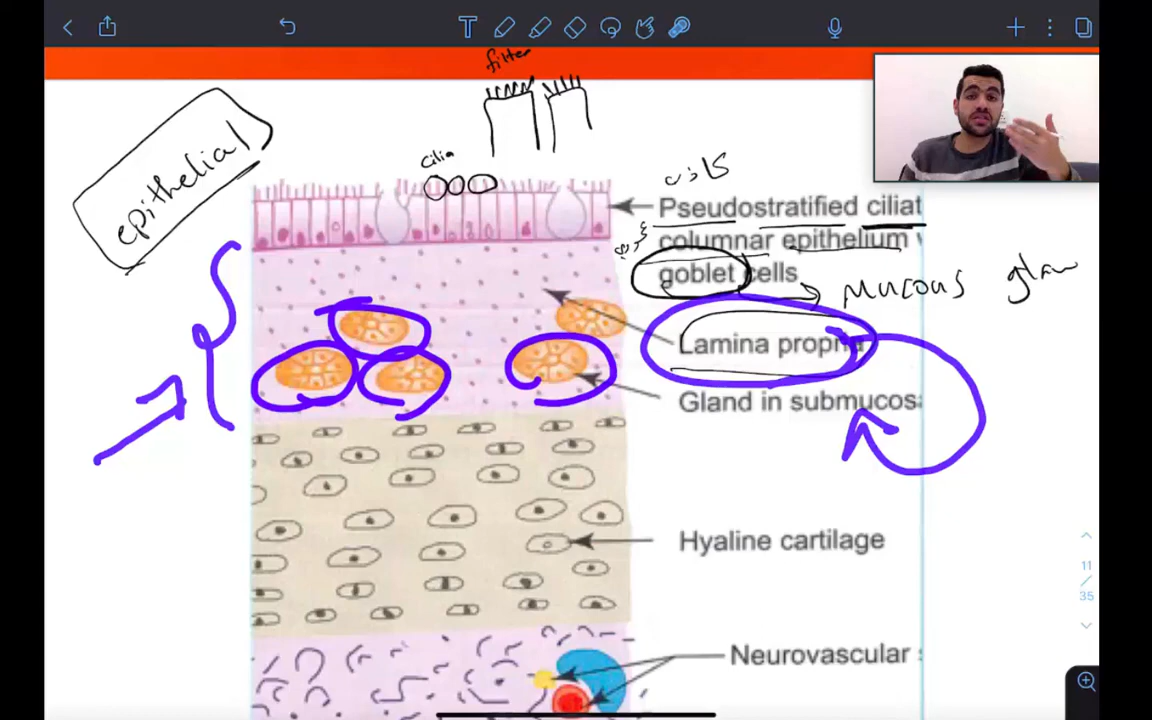 filter
epithelial
cilia
Pseudostratified ciliat
columnar epithelium
goblet cells
Mucous
Lamina propria
Gland in submucosa
Hyaline cartilage
Neurovascular
11
/
35